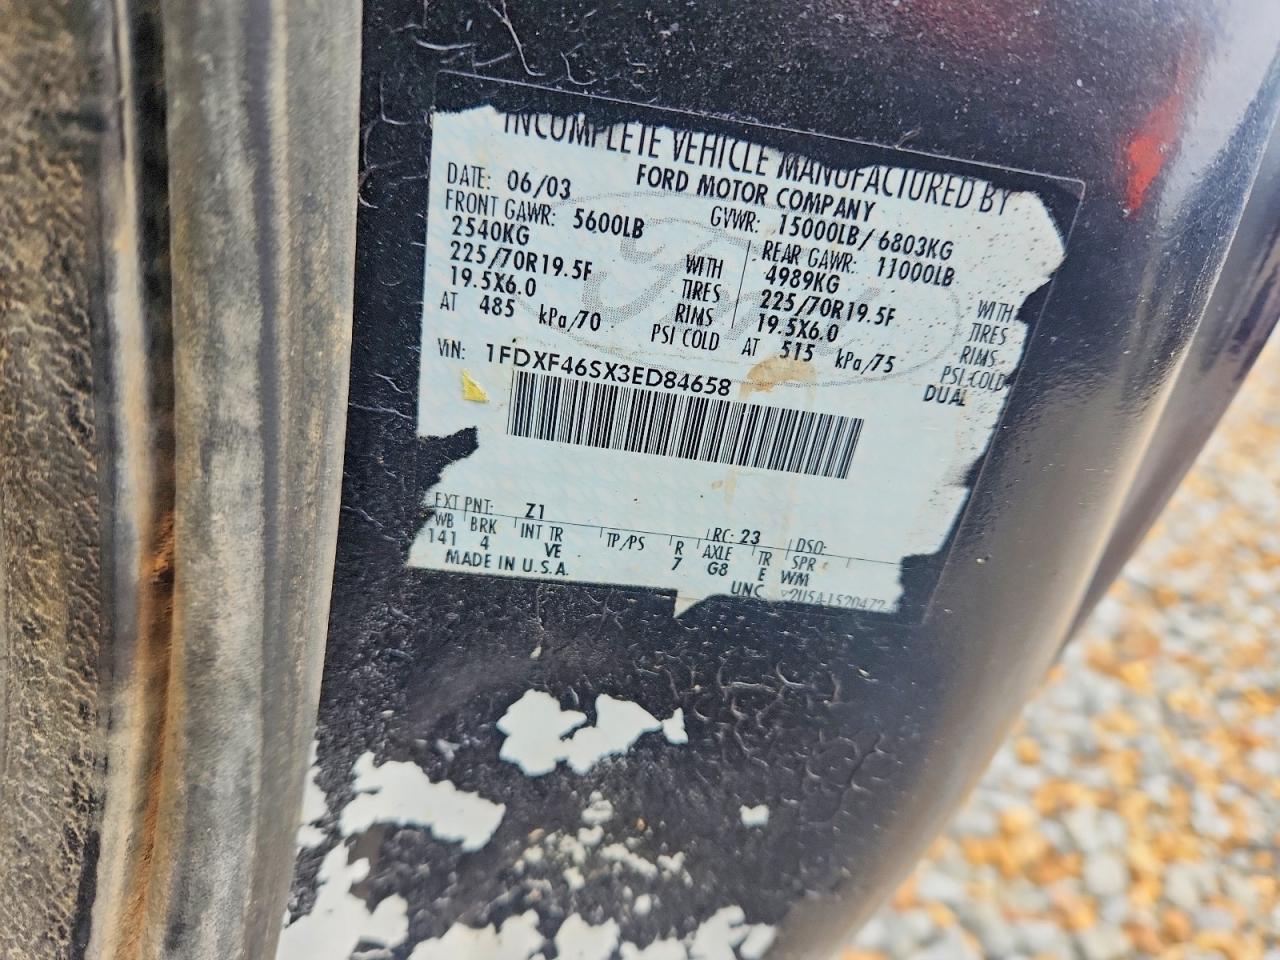 INCOMPLETE VEHICLE MANUFACTURED BY
FORD MOTOR COMPANY
DATE: 06/03 GVWR: 15000LB/ 6803KG
FRONT GAWR: 5600LB REAR GAWR: 11000LB
2540KG WITH 4989KG WITH
225/70R19.5F TIRES 225/70R19.5F TIRES
19.5X6.0 RIMS 19.5X6.0 RIMS
AT 485 kPa/70 PSI COLD AT 515 kPa/75 PSI COLD
DUAL
VIN: 1FDXF46SX3ED84658
EXT PNT: Z1 RC: 23 DSO:
WB BRK INT TR TP/PS R AXLE TR SPR
141 4 VE 7 G8 E WM
MADE IN U.S.A. UNC